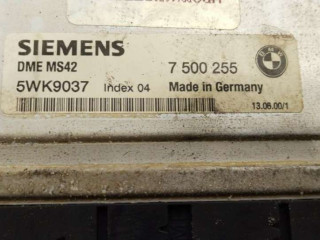 SIEMENS
DME MS42 7 500 255
5WK9037 Index 04 Made in Germany
13.06.00/1